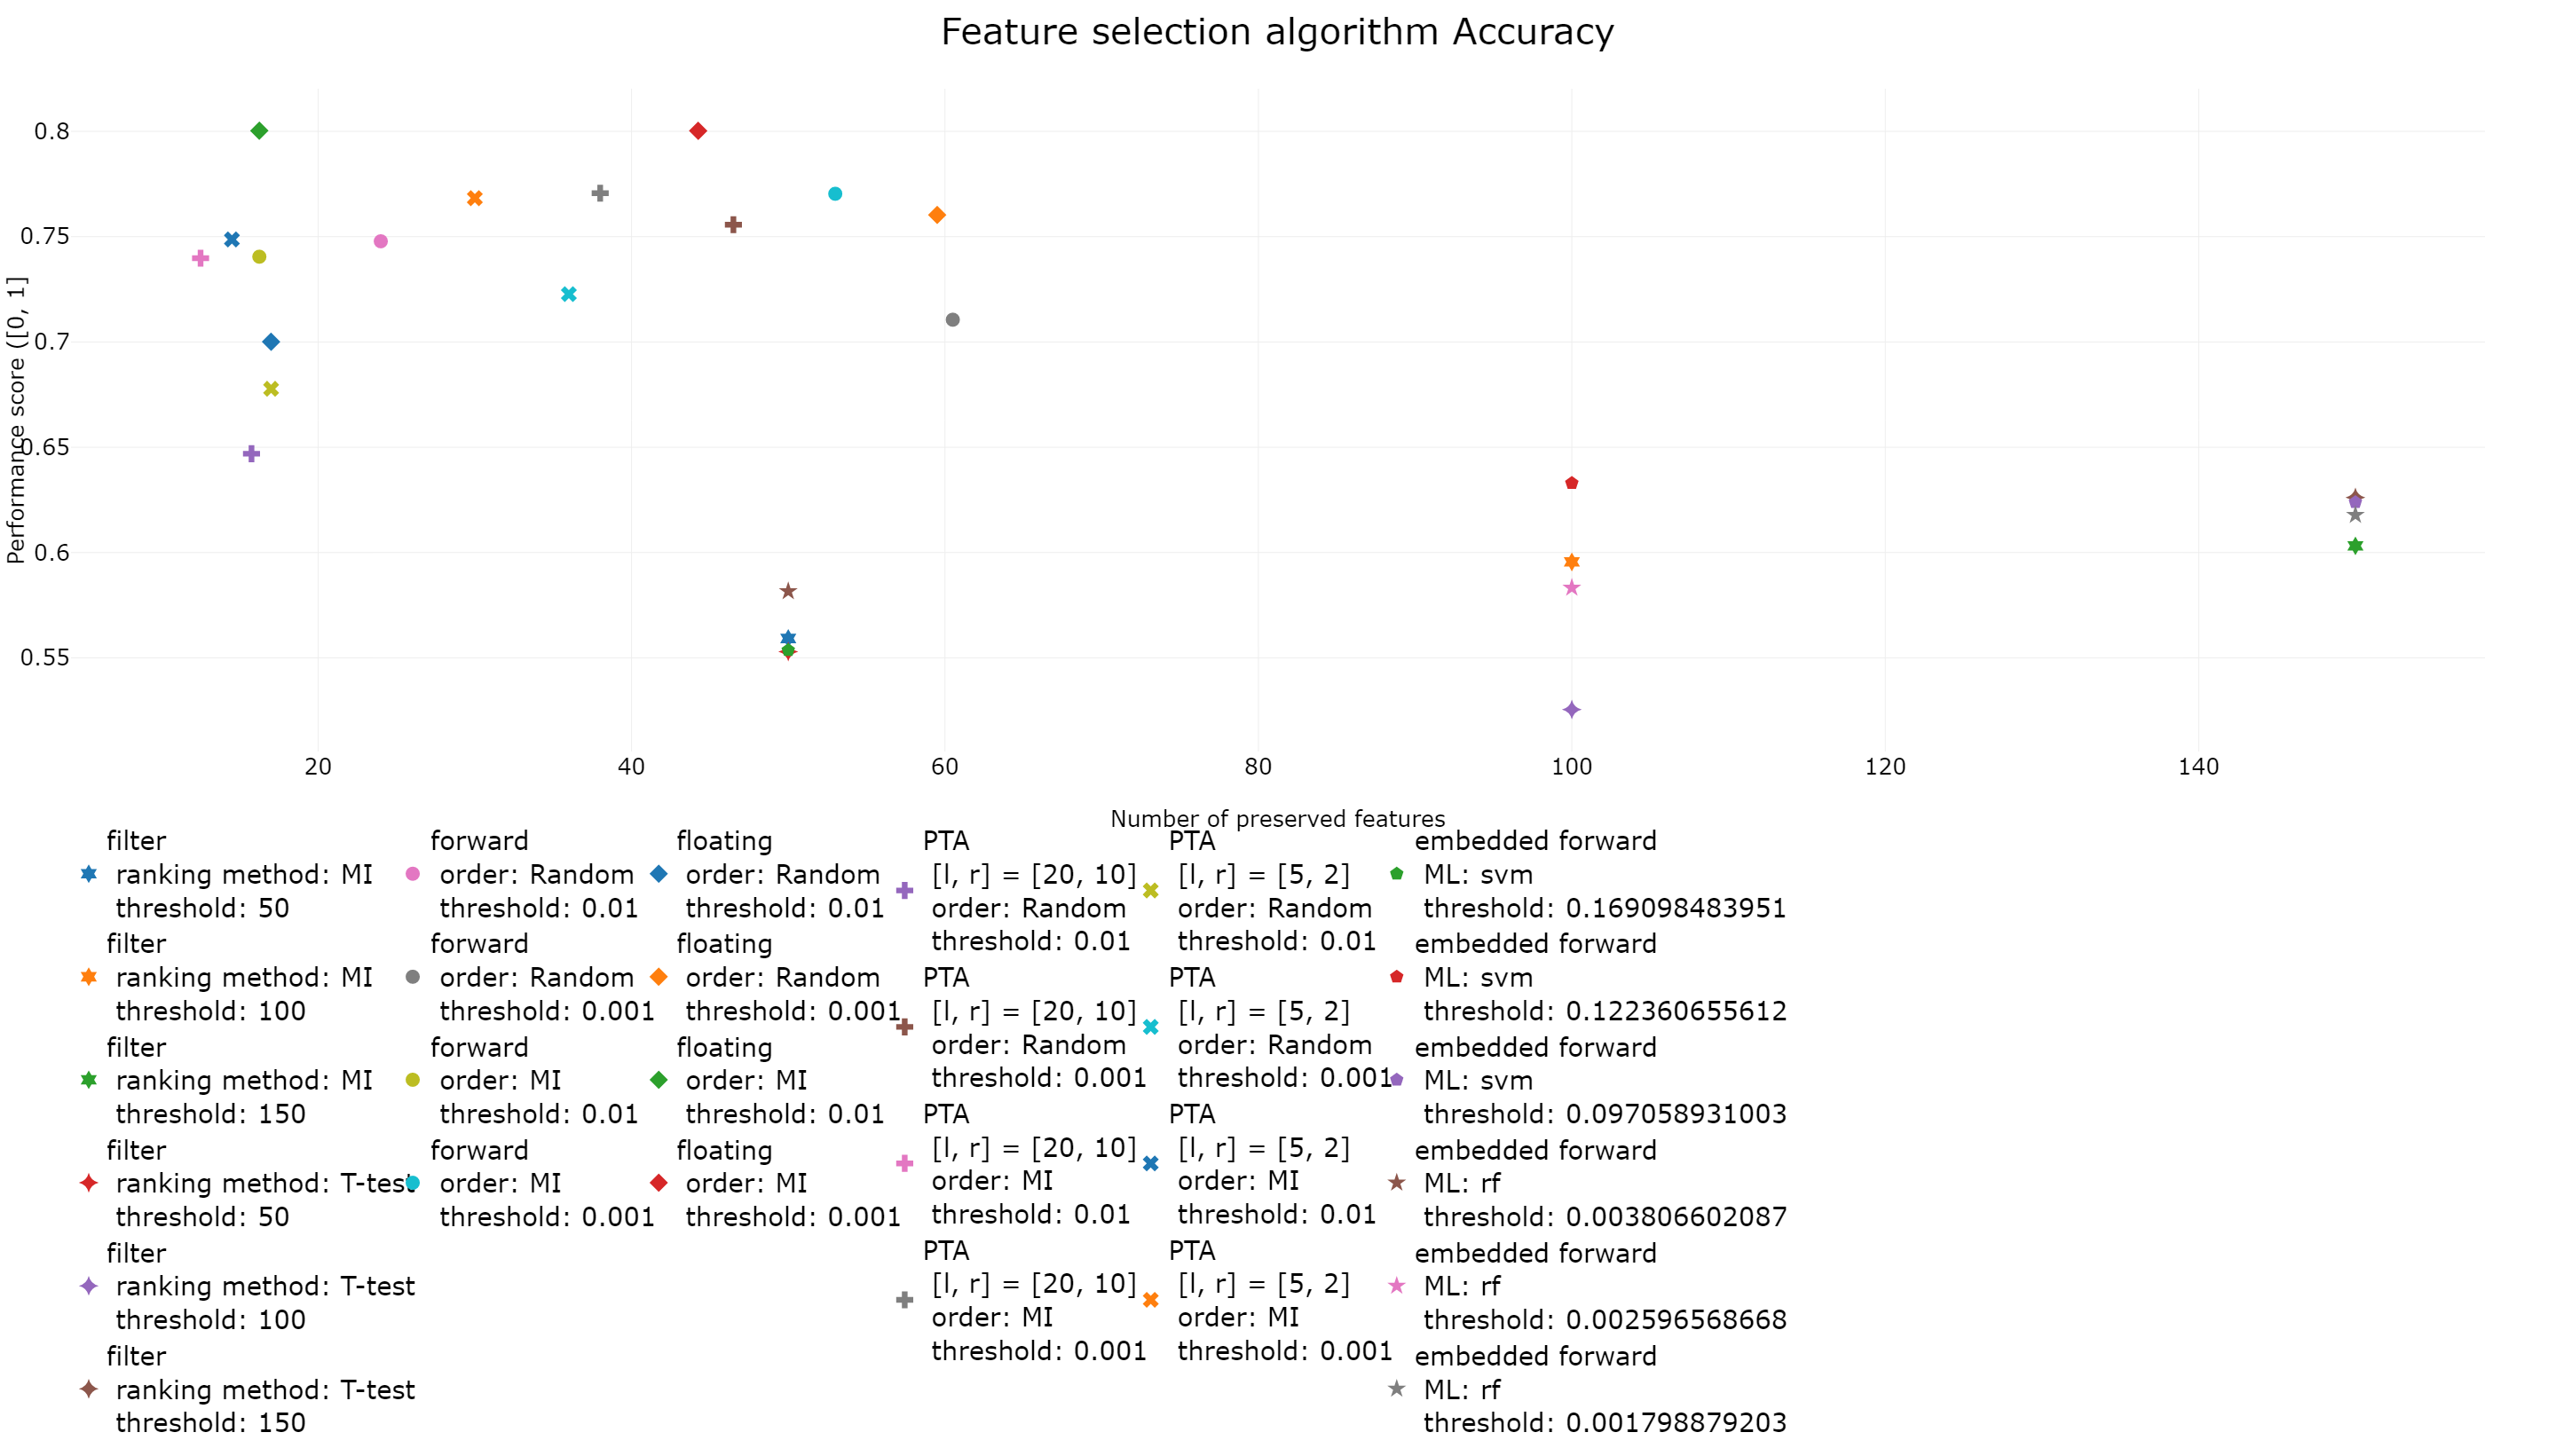 Feature selection algorithm Accuracy
Performance score ([0, 1]
0.8
0.75
0.7
0.65
0.6
0.55
20
40
60
80
100
120
140
Number of preserved features
filter
ranking method: MI
threshold: 50
filter
ranking method: MI
threshold: 100
filter
ranking method: MI
threshold: 150
filter
ranking method: T-test
threshold: 50
filter
ranking method: T-test
threshold: 100
filter
ranking method: T-test
threshold: 150
forward
order: Random
threshold: 0.01
forward
order: Random
threshold: 0.001
forward
order: MI
threshold: 0.01
forward
order: MI
threshold: 0.001
floating
order: Random
threshold: 0.01
floating
order: Random
threshold: 0.001
floating
order: MI
threshold: 0.01
floating
order: MI
threshold: 0.001
PTA
[l, r] = [20, 10]
order: Random
threshold: 0.01
PTA
[l, r] = [20, 10]
order: Random
threshold: 0.001
PTA
[l, r] = [20, 10]
order: MI
threshold: 0.01
PTA
[l, r] = [20, 10]
order: MI
threshold: 0.001
PTA
[l, r] = [5, 2]
order: Random
threshold: 0.01
PTA
[l, r] = [5, 2]
order: Random
threshold: 0.001
PTA
[l, r] = [5, 2]
order: MI
threshold: 0.01
PTA
[l, r] = [5, 2]
order: MI
threshold: 0.001
embedded forward
ML: svm
threshold: 0.169098483951
embedded forward
ML: svm
threshold: 0.122360655612
embedded forward
ML: svm
threshold: 0.097058931003
embedded forward
ML: rf
threshold: 0.003806602087
embedded forward
ML: rf
threshold: 0.002596568668
embedded forward
ML: rf
threshold: 0.001798879203